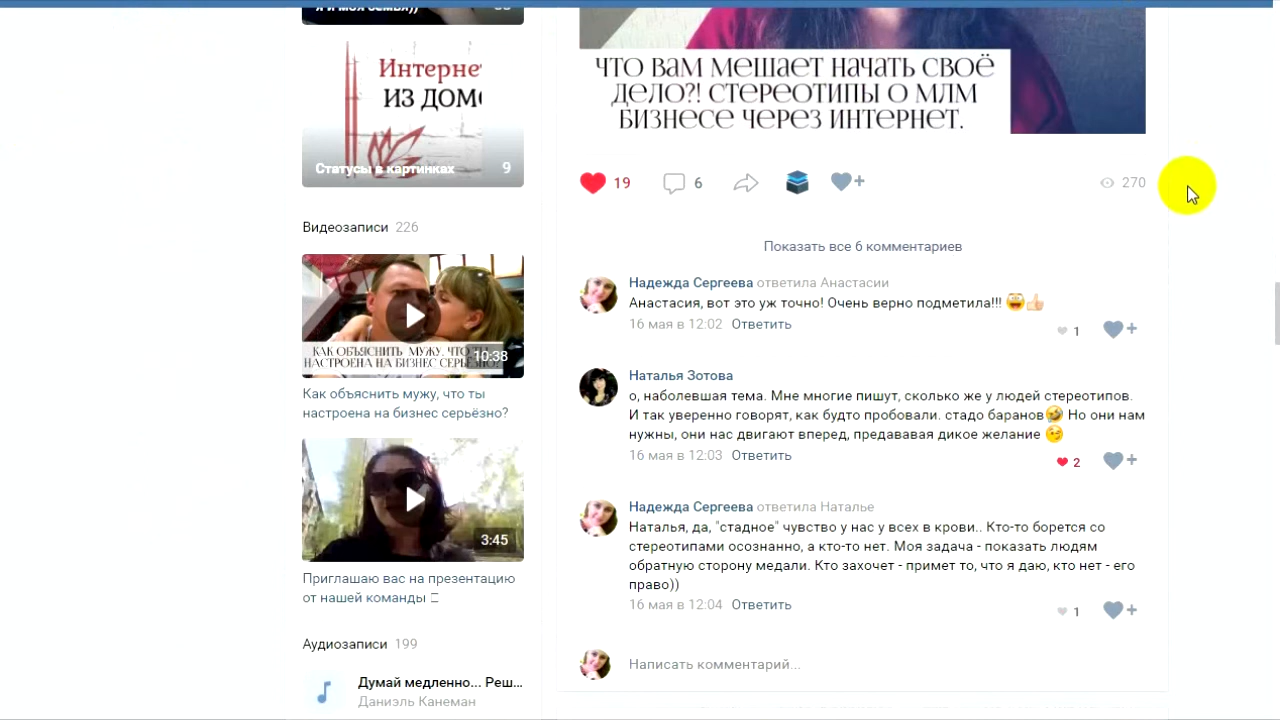 я и моя семья))
Интерне
ИЗ ДОМ
Статусы в картинках 9
Видеозаписи 226
КАК ОБЪЯСНИТЬ МУЖУ, ЧТО ТЫ
НАСТРОЕНА НА БИЗНЕС СЕРЬЁЗНО?
10:38
Как объяснить мужу, что ты
настроена на бизнес серьёзно?
3:45
Приглашаю вас на презентацию
от нашей команды
Аудиозаписи 199
Думай медленно... Реш...
Даниэль Канеман
ЧТО ВАМ МЕШАЕТ НАЧАТЬ СВОЁ
ДЕЛО?! СТЕРЕОТИПЫ О МЛМ
БИЗНЕСЕ ЧЕРЕЗ ИНТЕРНЕТ.
19 6 270
Показать все 6 комментариев
Надежда Сергеева ответила Анастасии
Анастасия, вот это уж точно! Очень верно подметила!!!
16 мая в 12:02 Ответить
1
Наталья Зотова
о, наболевшая тема. Мне многие пишут, сколько же у людей стереотипов.
И так уверенно говорят, как будто пробовали. стадо баранов Но они нам
нужны, они нас двигают вперед, предававая дикое желание
16 мая в 12:03 Ответить
2
Надежда Сергеева ответила Наталье
Наталья, да, "стадное" чувство у нас у всех в крови.. Кто-то борется со
стереотипами осознанно, а кто-то нет. Моя задача - показать людям
обратную сторону медали. Кто захочет - примет то, что я даю, кто нет - его
право))
16 мая в 12:04 Ответить
1
Написать комментарий...